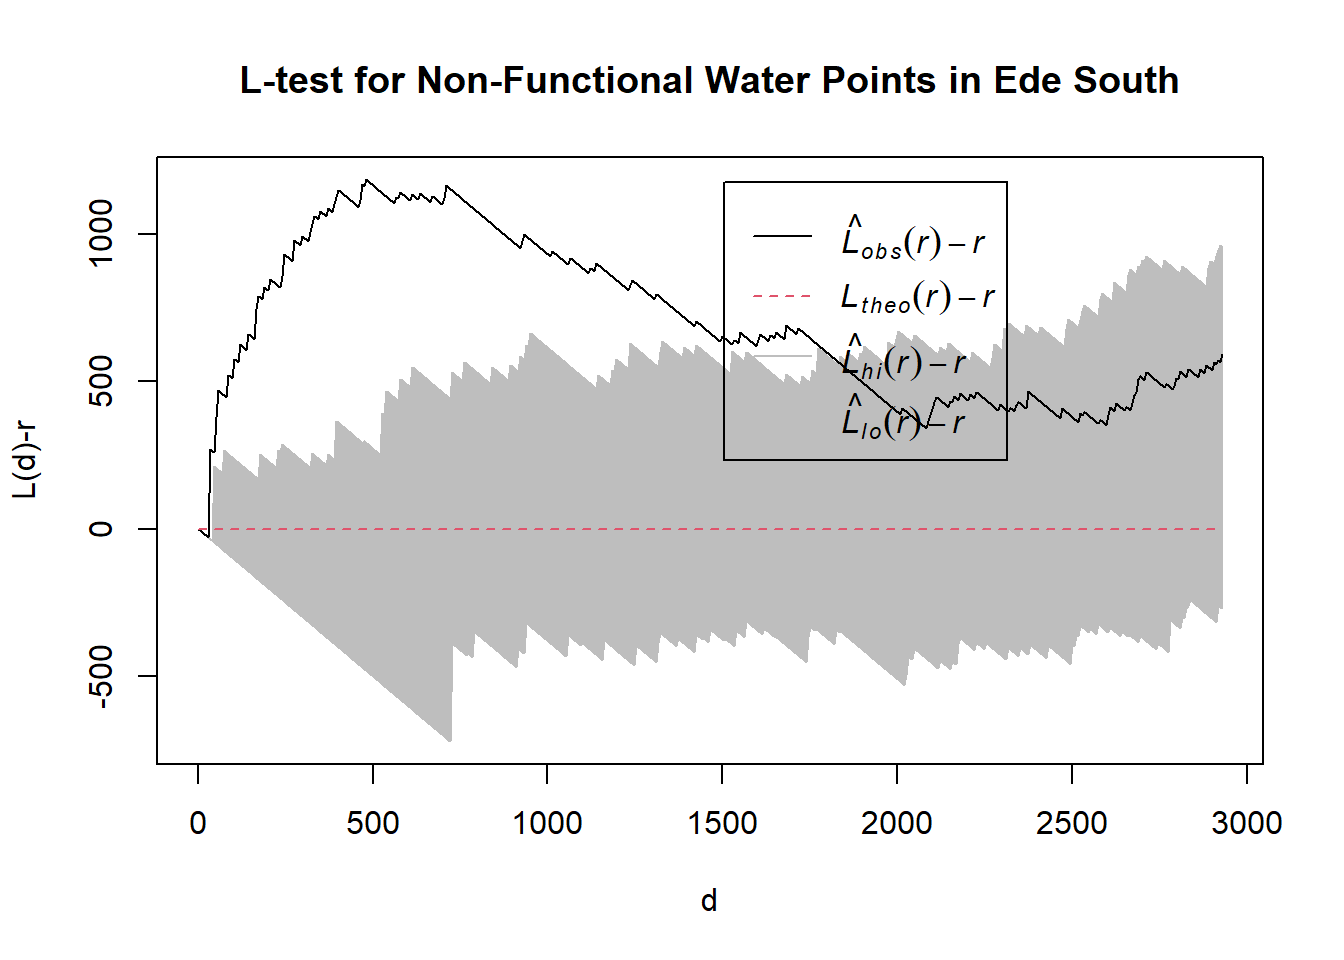 L-test for Non-Functional Water Points in Ede South
L(d)-r
1000
500
0
-500
L̂obs(r) – r
Ltheo(r) – r
L̂hi(r) – r
L̂lo(r) – r
0 500 1000 1500 2000 2500 3000
d